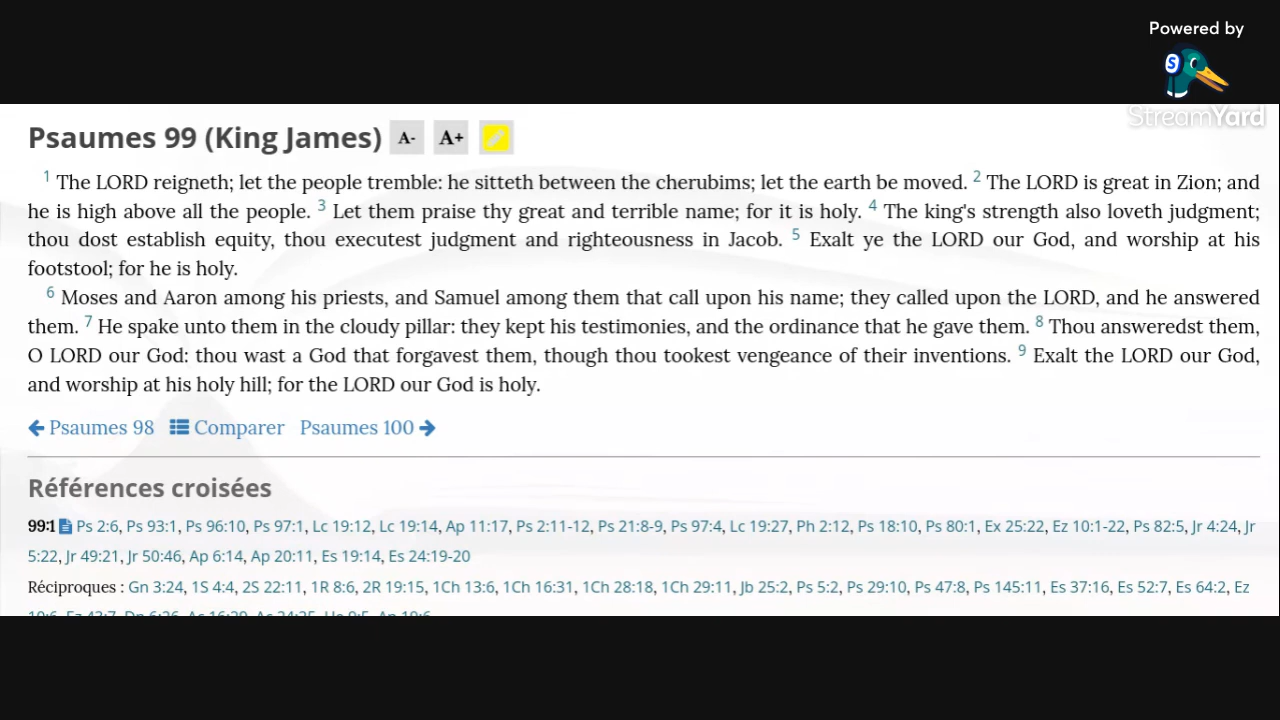 Powered by
StreamYard
Psaumes 99 (King James) A- A+
1 The LORD reigneth; let the people tremble: he sitteth between the cherubims; let the earth be moved. 2 The LORD is great in Zion; and
he is high above all the people. 3 Let them praise thy great and terrible name; for it is holy. 4 The king's strength also loveth judgment;
thou dost establish equity, thou executest judgment and righteousness in Jacob. 5 Exalt ye the LORD our God, and worship at his
footstool; for he is holy.
6 Moses and Aaron among his priests, and Samuel among them that call upon his name; they called upon the LORD, and he answered
them. 7 He spake unto them in the cloudy pillar: they kept his testimonies, and the ordinance that he gave them. 8 Thou answeredst them,
O LORD our God: thou wast a God that forgavest them, though thou tookest vengeance of their inventions. 9 Exalt the LORD our God,
and worship at his holy hill; for the LORD our God is holy.
Psaumes 98 Comparer Psaumes 100
Références croisées
99:1 Ps 2:6, Ps 93:1, Ps 96:10, Ps 97:1, Lc 19:12, Lc 19:14, Ap 11:17, Ps 2:11-12, Ps 21:8-9, Ps 97:4, Lc 19:27, Ph 2:12, Ps 18:10, Ps 80:1, Ex 25:22, Ez 10:1-22, Ps 82:5, Jr 4:24, Jr
5:22, Jr 49:21, Jr 50:46, Ap 6:14, Ap 20:11, Es 19:14, Es 24:19-20
Réciproques : Gn 3:24, 1S 4:4, 2S 22:11, 1R 8:6, 2R 19:15, 1Ch 13:6, 1Ch 16:31, 1Ch 28:18, 1Ch 29:11, Jb 25:2, Ps 5:2, Ps 29:10, Ps 47:8, Ps 145:11, Es 37:16, Es 52:7, Es 64:2, Ez